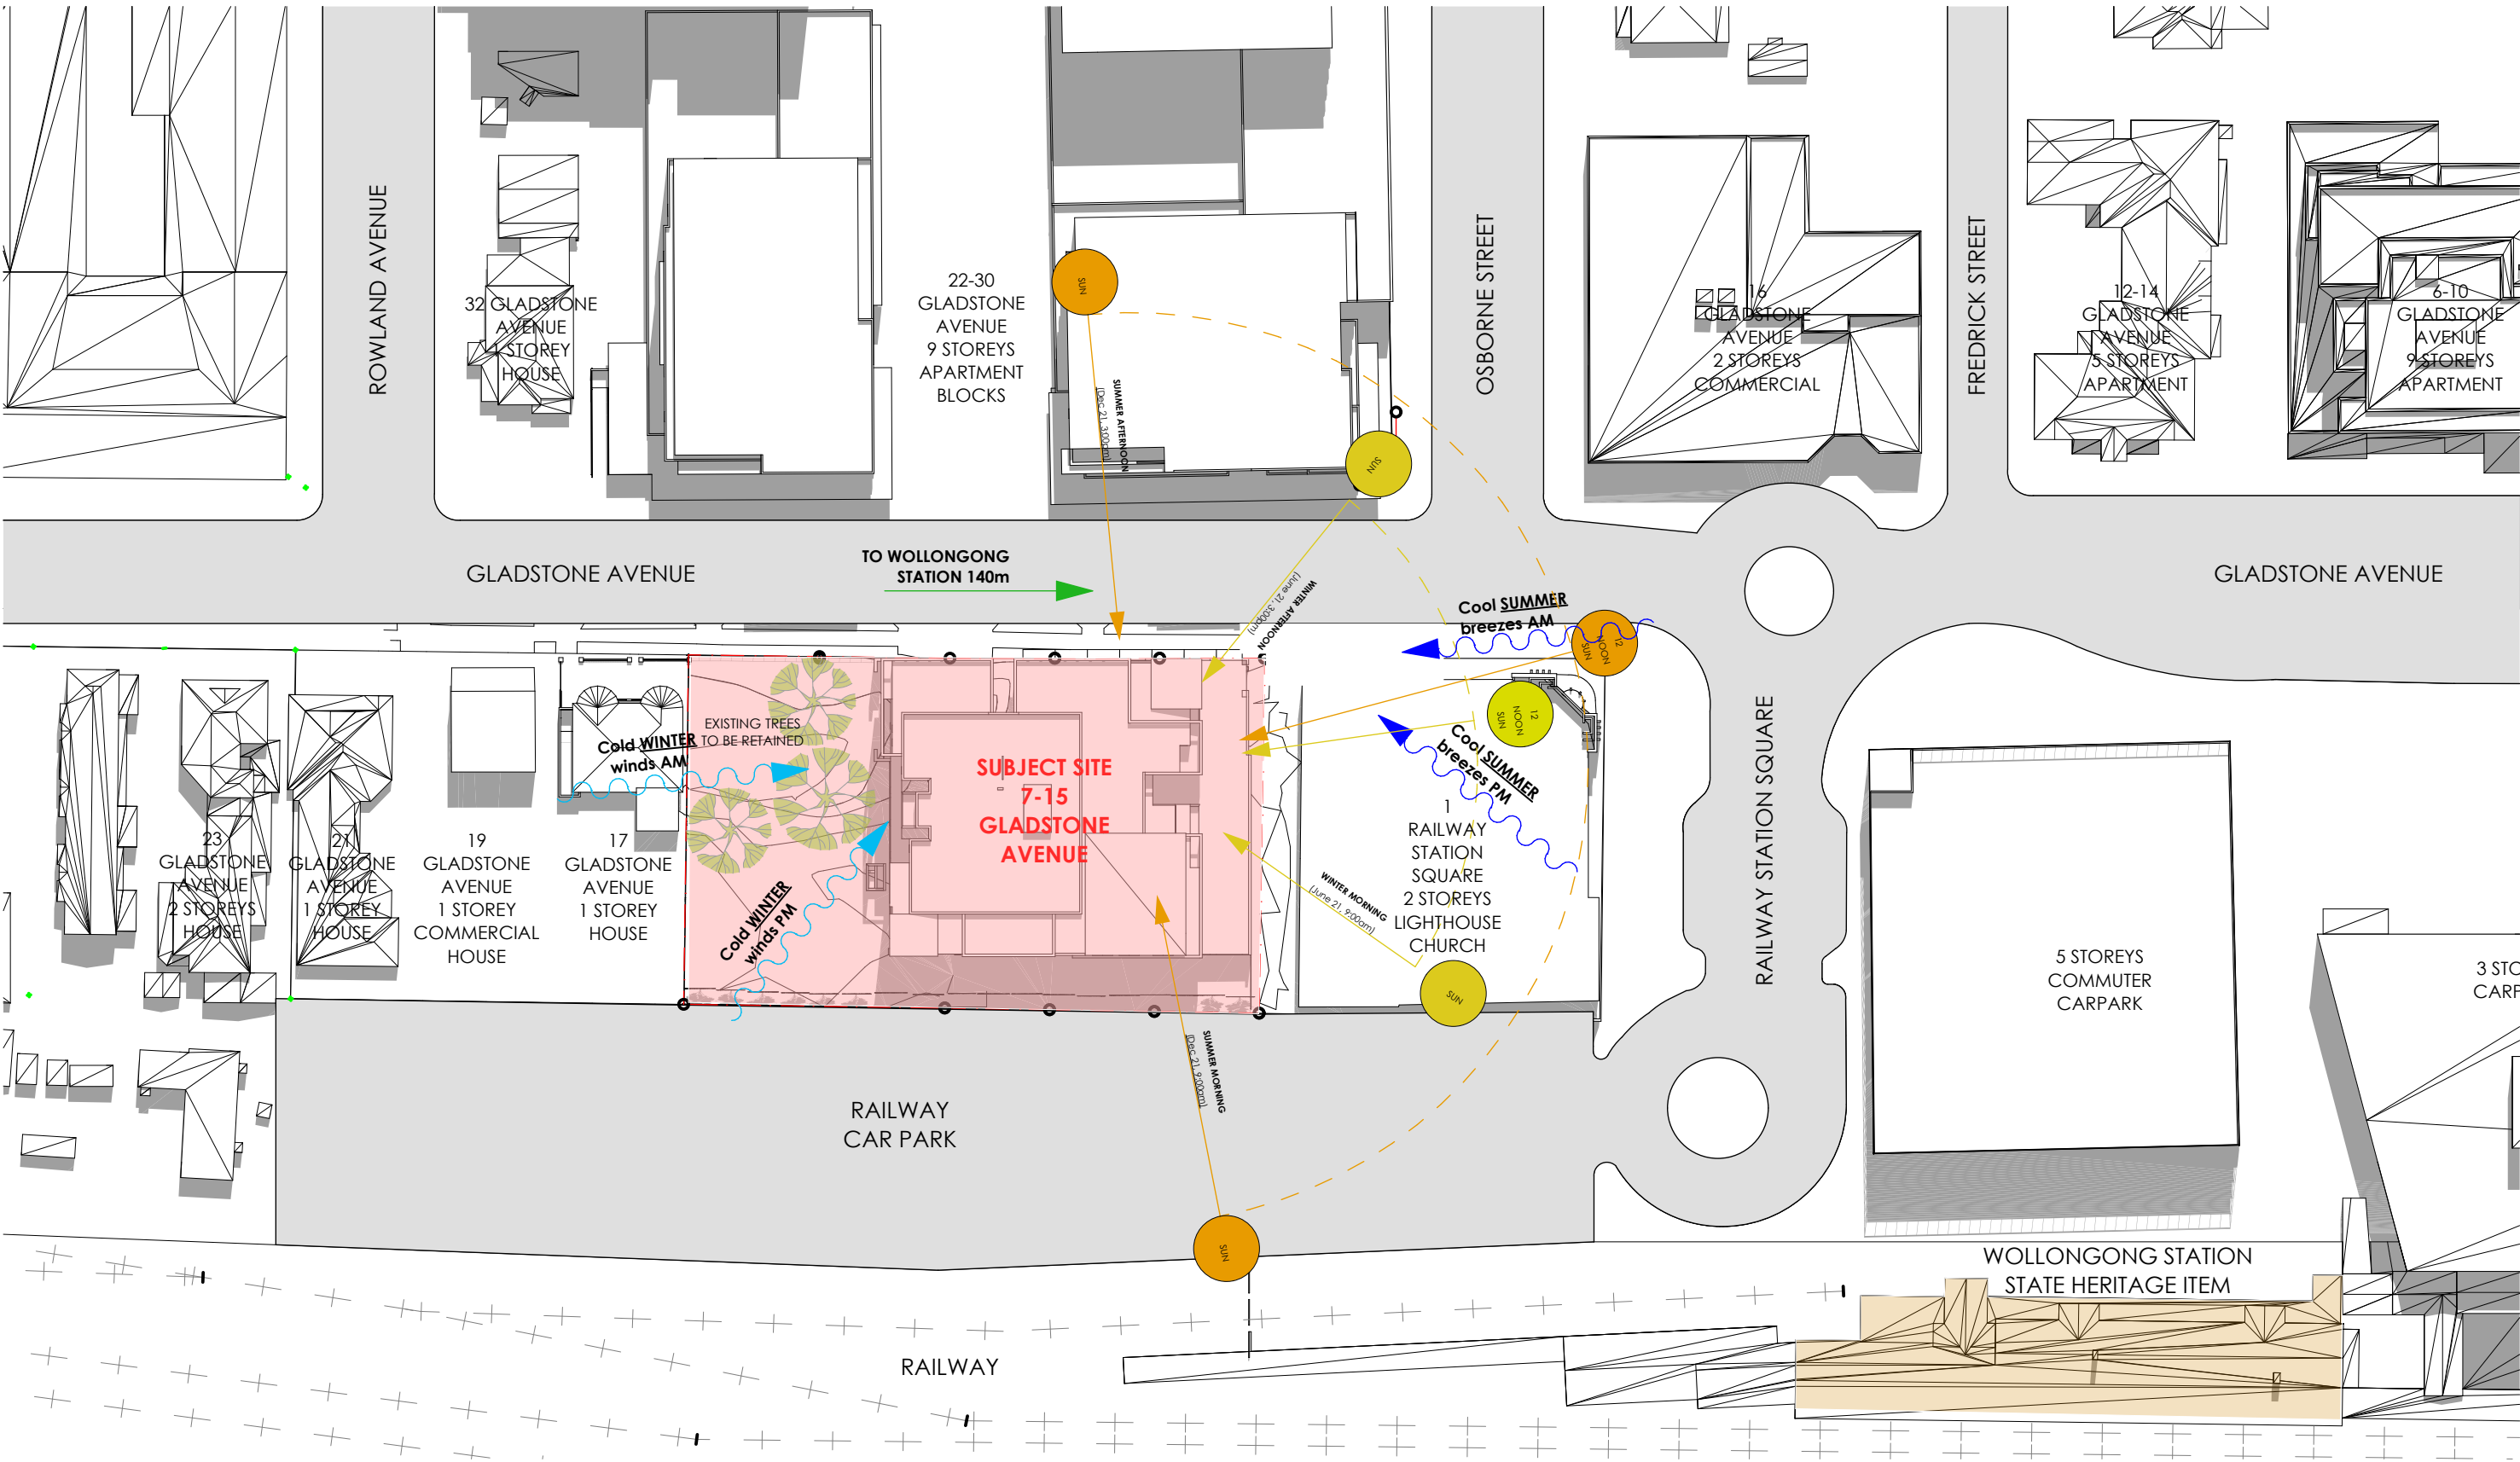 ROWLAND AVENUE
32 GLADSTONE
AVENUE
1 STOREY
HOUSE
22-30
GLADSTONE
AVENUE
9 STOREYS
APARTMENT
BLOCKS
SUN
SUMMER AFTERNOON
(Dec 21, 3:00pm)
SUN
OSBORNE STREET
16
GLADSTONE
AVENUE
2 STOREYS
COMMERCIAL
FREDRICK STREET
12-14
GLADSTONE
AVENUE
5 STOREYS
APARTMENT
6-10
GLADSTONE
AVENUE
9 STOREYS
APARTMENT
GLADSTONE AVENUE
TO WOLLONGONG
STATION 140m
WINTER AFTERNOON
(June 21, 3:00pm)
Cool SUMMER
breezes AM
12
NOON
SUN
GLADSTONE AVENUE
EXISTING TREES
TO BE RETAINED
Cold WINTER
winds AM
SUBJECT SITE
7-15
GLADSTONE
AVENUE
12
NOON
SUN
Cool SUMMER
breezes PM
RAILWAY STATION SQUARE
23
GLADSTONE
AVENUE
2 STOREYS
HOUSE
21
GLADSTONE
AVENUE
1 STOREY
HOUSE
19
GLADSTONE
AVENUE
1 STOREY
COMMERCIAL
HOUSE
17
GLADSTONE
AVENUE
1 STOREY
HOUSE
Cold WINTER
winds PM
WINTER MORNING
(June 21, 9:00am)
1
RAILWAY
STATION
SQUARE
2 STOREYS
LIGHTHOUSE
CHURCH
SUN
5 STOREYS
COMMUTER
CARPARK
3 STO
CARP
SUMMER MORNING
(Dec 21, 9:00am)
RAILWAY
CAR PARK
SUN
WOLLONGONG STATION
STATE HERITAGE ITEM
RAILWAY